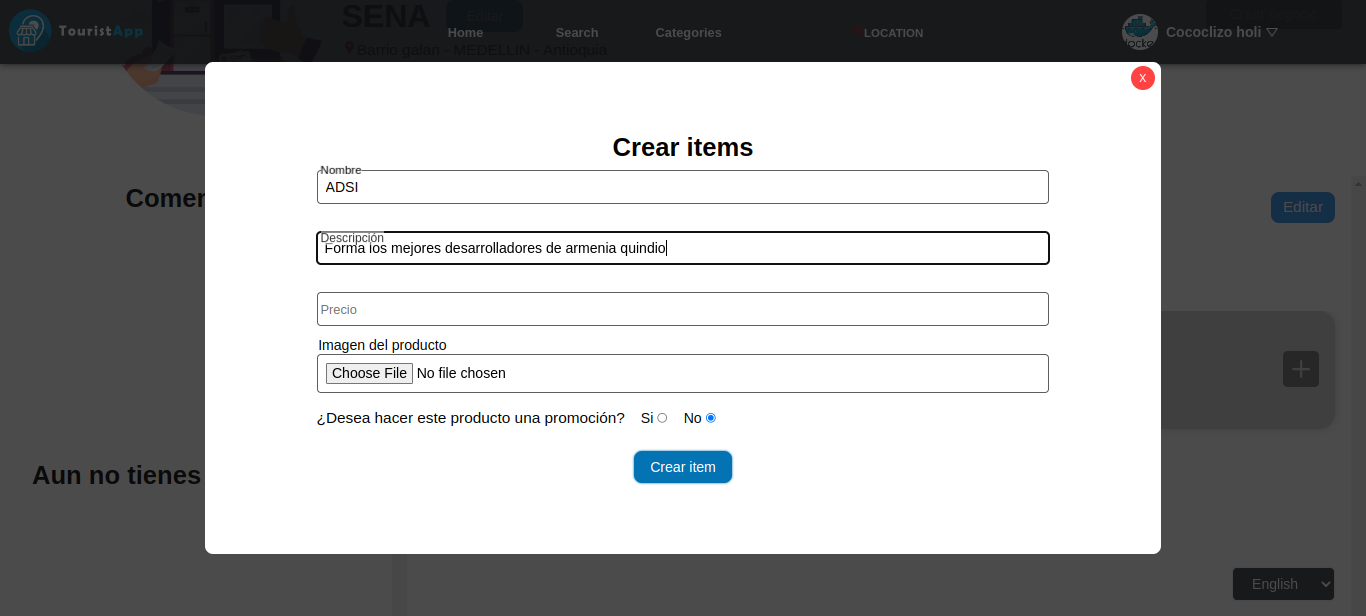 SENA
Editar
TouristApp
Home
Search
Categories
LOCATION
Cococlizo holi
Barrio galan - MEDELLIN - Antioquia
X
Crear items
Nombre
ADSI
Comen
Editar
Descripción
Forma los mejores desarrolladores de armenia quindio
Precio
Imagen del producto
Choose File No file chosen
¿Desea hacer este producto una promoción? Si No
Crear item
Aun no tienes
English